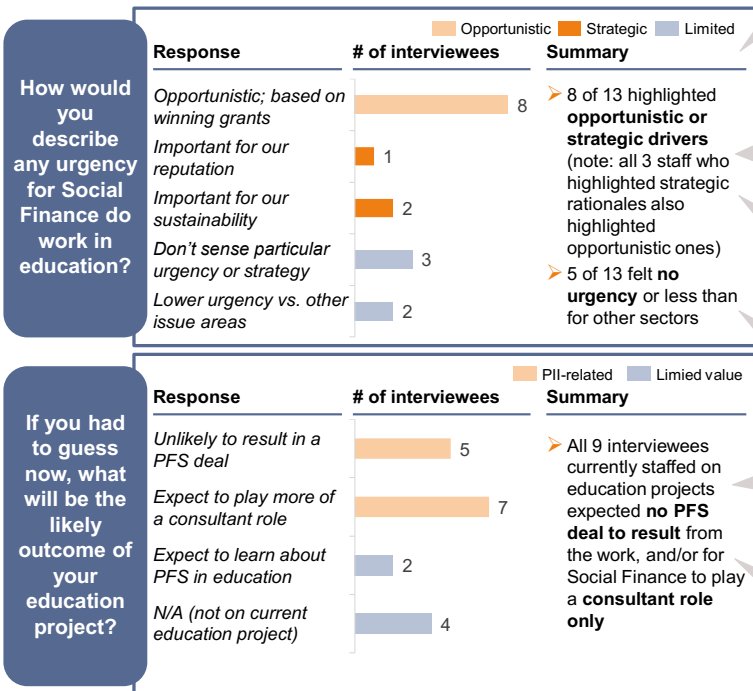 How would
you
describe
any urgency
for Social
Finance do
work in
education?
Opportunistic Strategic Limited
Response # of interviewees Summary
Opportunistic; based on
winning grants
8
Important for our
reputation
1
Important for our
sustainability
2
Don't sense particular
urgency or strategy
3
Lower urgency vs. other
issue areas
2
8 of 13 highlighted
opportunistic or
strategic drivers
(note: all 3 staff who
highlighted strategic
rationales also
highlighted
opportunistic ones)
5 of 13 felt no
urgency or less than
for other sectors
If you had
to guess
now, what
will be the
likely
outcome of
your
education
project?
PII-related Limied value
Response # of interviewees Summary
Unlikely to result in a
PFS deal
5
Expect to play more of
a consultant role
7
Expect to learn about
PFS in education
2
N/A (not on current
education project)
4
All 9 interviewees
currently staffed on
education projects
expected no PFS
deal to result from
the work, and/or for
Social Finance to play
a consultant role
only